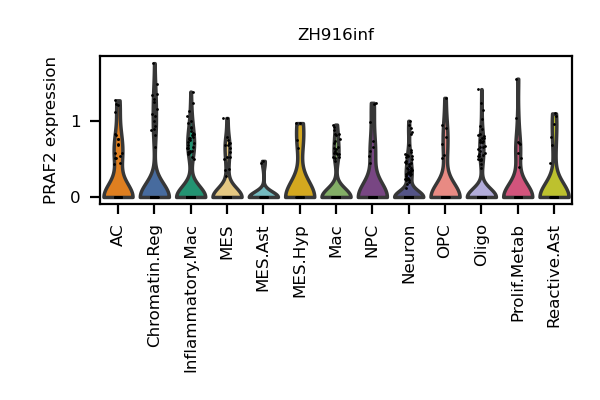 ZH916inf
PRAF2 expression
1
0
AC
Chromatin.Reg
Inflammatory.Mac
MES
MES.Ast
MES.Hyp
Mac
NPC
Neuron
OPC
Oligo
Prolif.Metab
Reactive.Ast